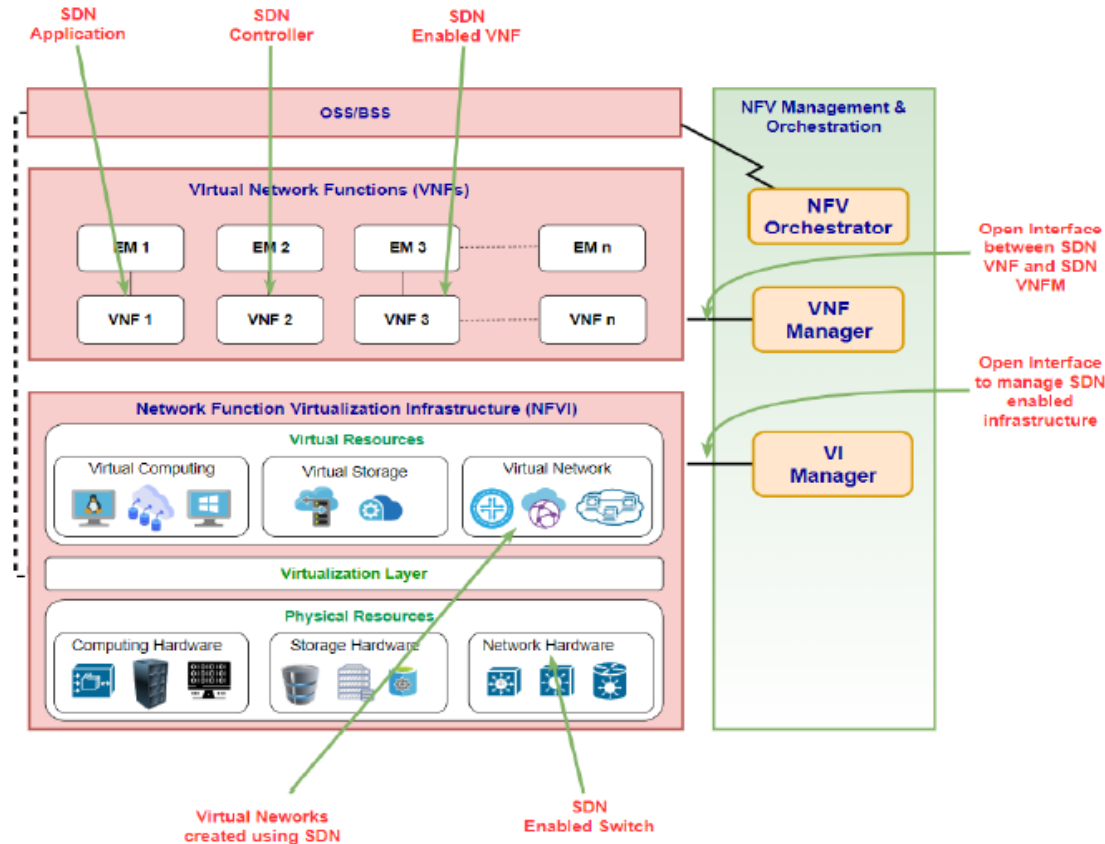 SDN
Application
SDN
Controller
SDN
Enabled VNF
OSS/BSS
NFV Management &
Orchestration
VIrtual Network Functions (VNFs)
NFV
Orchestrator
EM 1
EM 2
EM 3
EM n
Open Interface
between SDN
VNF and SDN
VNFM
VNF 1
VNF 2
VNF 3
VNF n
VNF
Manager
Open Interface
to manage SDN
enabled
infrastructure
Network Function Virtualization Infrastructure (NFVI)
Virtual Resources
Virtual Computing
Virtual Storage
Virtual Network
VI
Manager
Virtualization Layer
Physical Resources
Computing Hardware
Storage Hardware
Network Hardware
Virtual Neworks
created using SDN
SDN
Enabled Switch